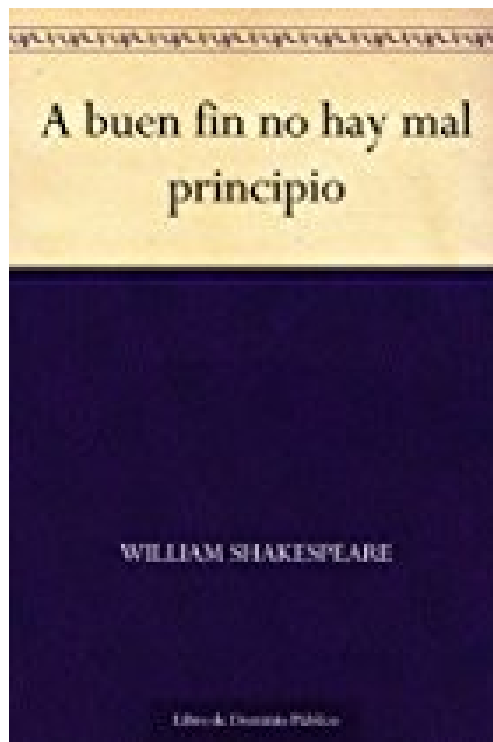 A buen fin no hay mal
principio
WILLIAM SHAKESPEARE
Libro de Dominio Público